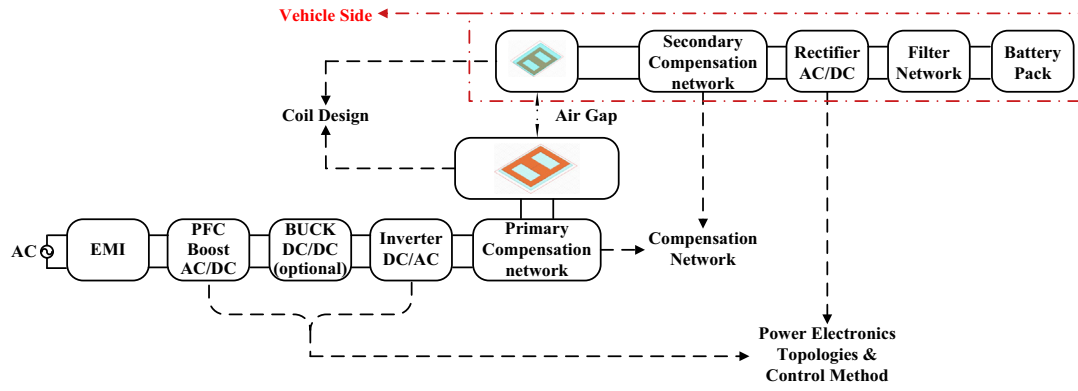 Vehicle Side
Secondary
Compensation
network
Rectifier
AC/DC
Filter
Network
Battery
Pack
Coil Design
Air Gap
AC
EMI
PFC
Boost
AC/DC
BUCK
DC/DC
(optional)
Inverter
DC/AC
Primary
Compensation
network
Compensation
Network
Power Electronics
Topologies &
Control Method